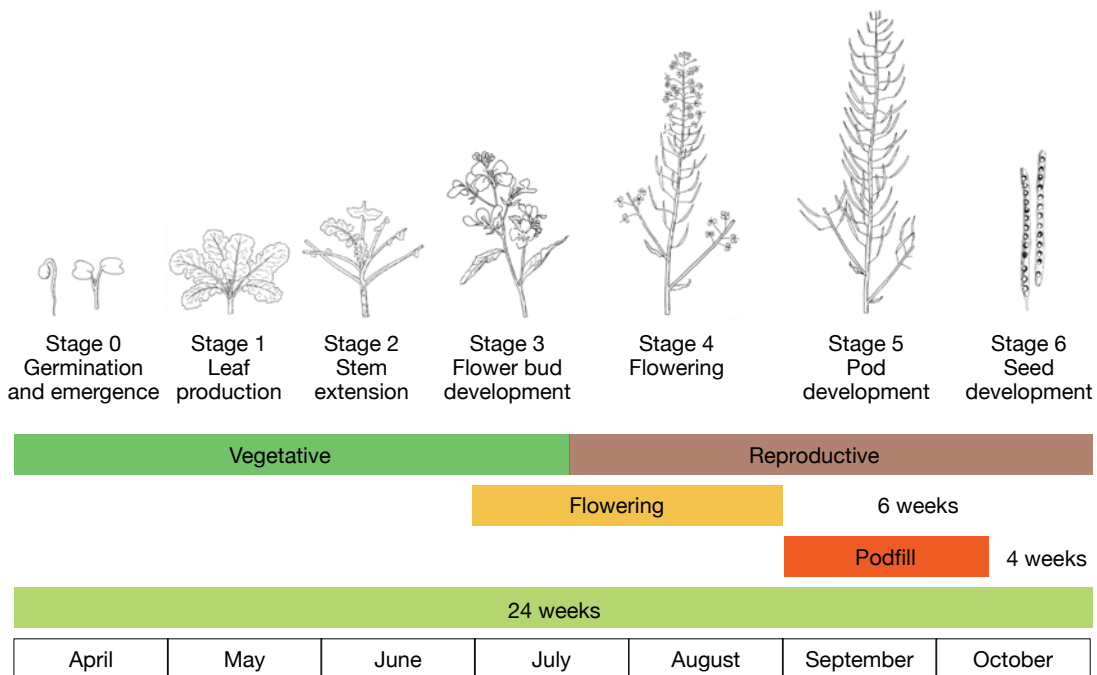 Stage 0
Germination
and emergence
Stage 1
Leaf
production
Stage 2
Stem
extension
Stage 3
Flower bud
development
Stage 4
Flowering
Stage 5
Pod
development
Stage 6
Seed
development
Vegetative
Reproductive
Flowering
6 weeks
Podfill
4 weeks
24 weeks
April
May
June
July
August
September
October